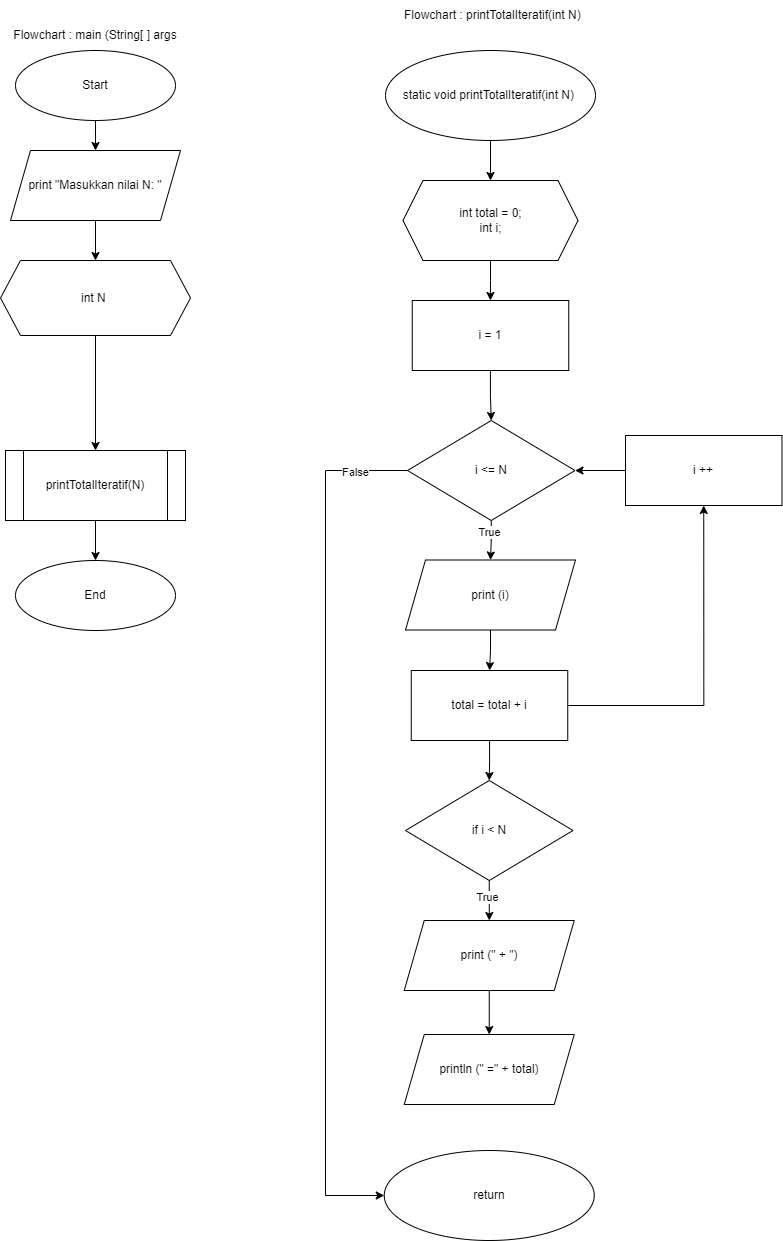 Flowchart : main (String[ ] args
Start
print "Masukkan nilai N: "
int N
printTotalIteratif(N)
End
Flowchart : printTotalIteratif(int N)
static void printTotalIteratif(int N)
int total = 0;
int i;
i = 1
i <= N
False
i ++
True
print (i)
total = total + i
if i < N
True
print (" + ")
println (" =" + total)
return